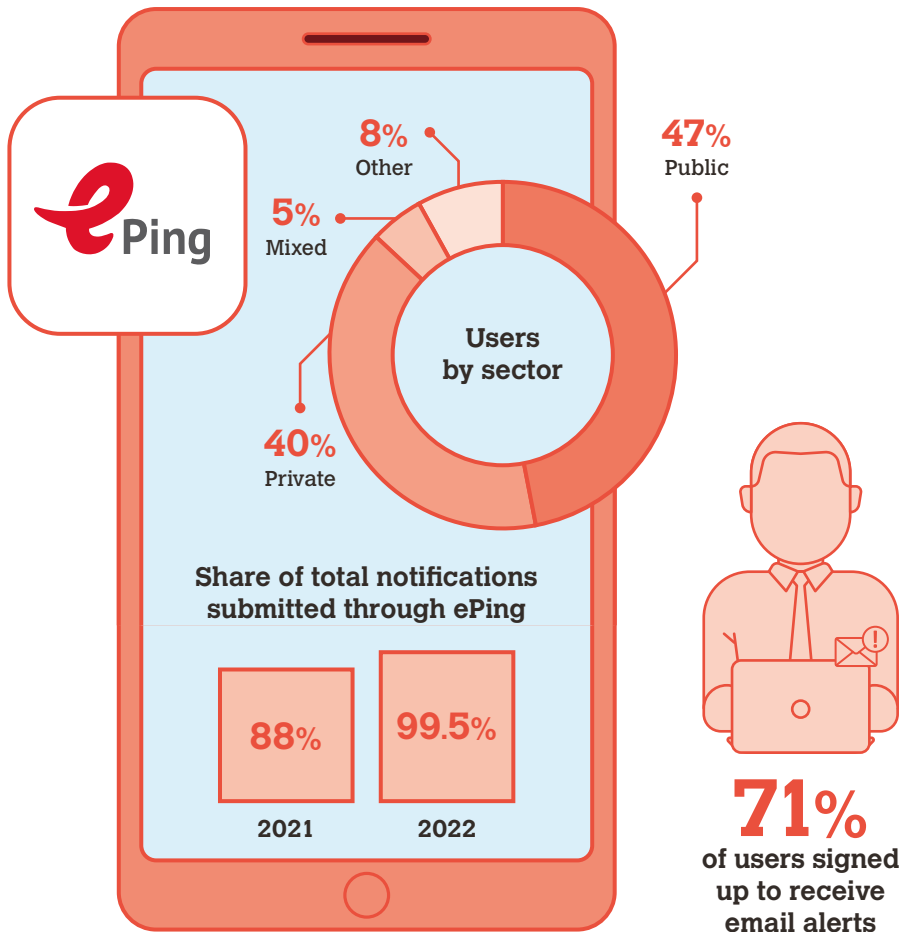 ePing
8%
Other
47%
Public
5%
Mixed
Users
by sector
40%
Private
Share of total notifications
submitted through ePing
88%
99.5%
2021
2022
!
71%
of users signed
up to receive
email alerts